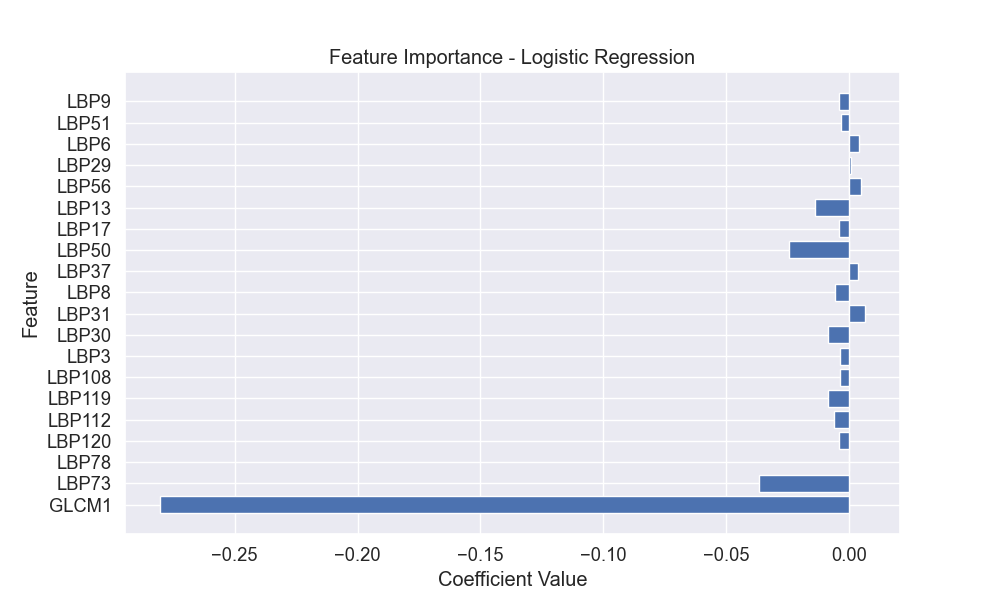 Feature Importance - Logistic Regression
Feature
LBP9
LBP51
LBP6
LBP29
LBP56
LBP13
LBP17
LBP50
LBP37
LBP8
LBP31
LBP30
LBP3
LBP108
LBP119
LBP112
LBP120
LBP78
LBP73
GLCM1
−0.25 −0.20 −0.15 −0.10 −0.05 0.00
Coefficient Value